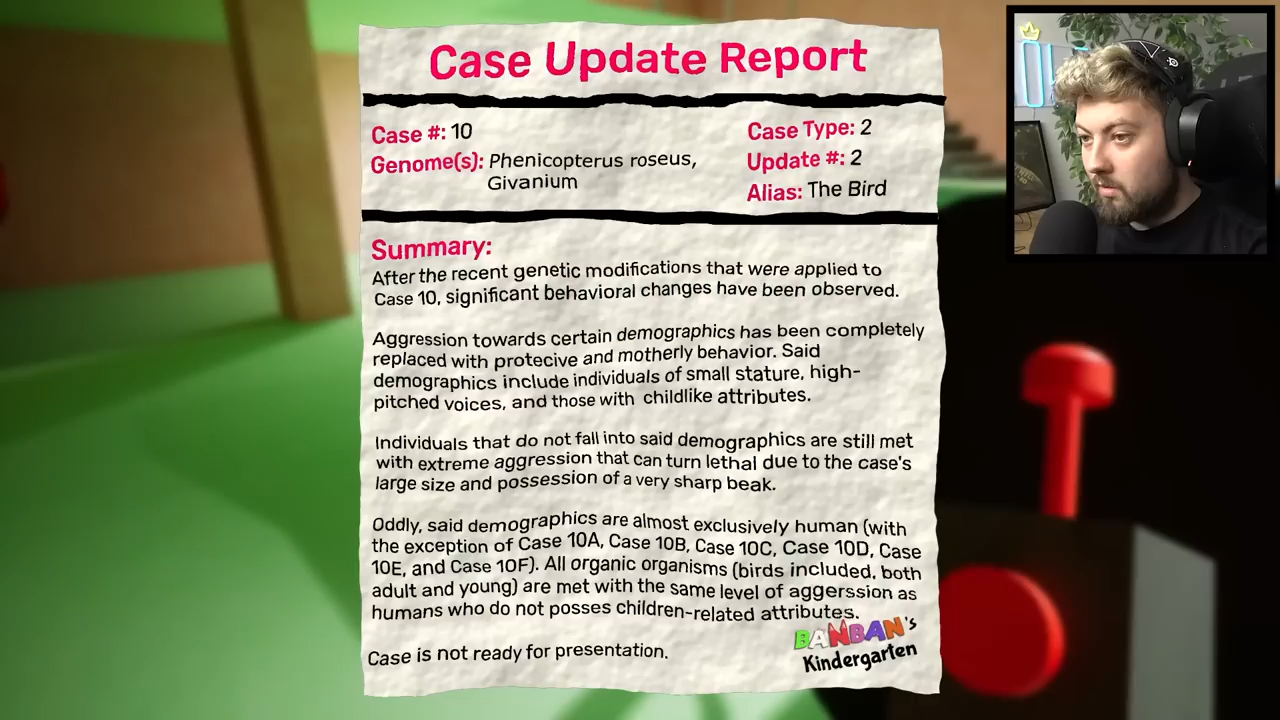 Case Update Report
Case #: 10
Genome(s): Phenicopterus roseus,
Givanium
Case Type: 2
Update #: 2
Alias: The Bird
Summary:
After the recent genetic modifications that were applied to
Case 10, significant behavioral changes have been observed.
Aggression towards certain demographics has been completely
replaced with protecive and motherly behavior. Said
demographics include individuals of small stature, high-
pitched voices, and those with childlike attributes.
Individuals that do not fall into said demographics are still met
with extreme aggression that can turn lethal due to the case's
large size and possession of a very sharp beak.
Oddly, said demographics are almost exclusively human (with
the exception of Case 10A, Case 10B, Case 10C, Case 10D, Case
10E, and Case 10F). All organic organisms (birds included, both
adult and young) are met with the same level of aggerssion as
humans who do not posses children-related attributes.
Case is not ready for presentation.
BANBAN's
Kindergarten